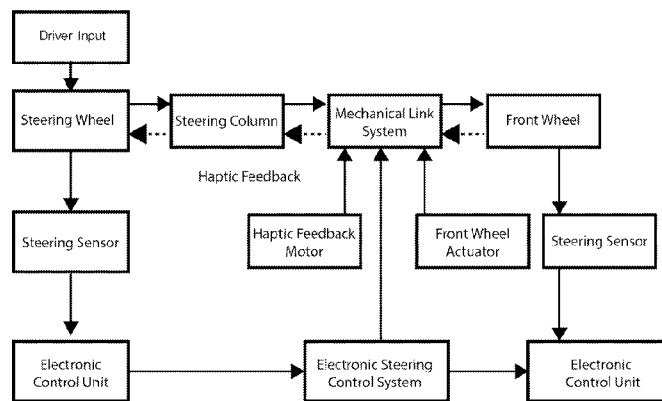 Driver Input
Steering Wheel
Steering Column
Mechanical Link
System
Front Wheel
Haptic Feedback
Steering Sensor
Haptic Feedback
Motor
Front Wheel
Actuator
Steering Sensor
Electronic
Control Unit
Electronic Steering
Control System
Electronic
Control Unit